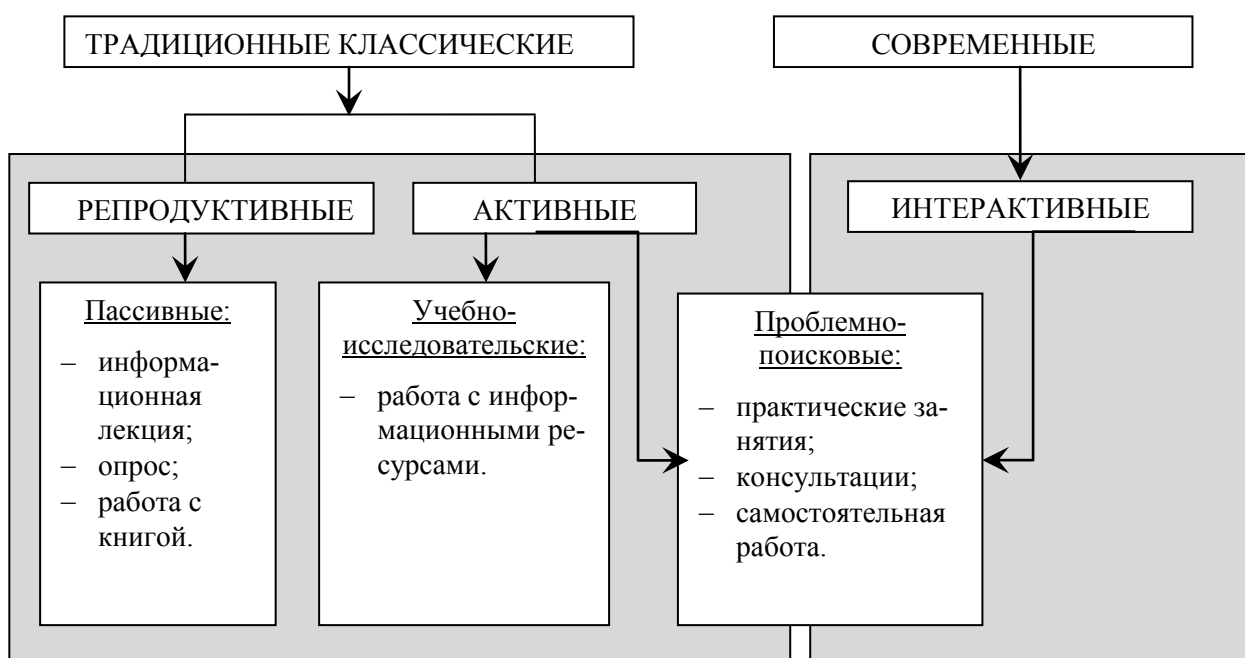 ТРАДИЦИОННЫЕ КЛАССИЧЕСКИЕ
СОВРЕМЕННЫЕ
РЕПРОДУКТИВНЫЕ
АКТИВНЫЕ
ИНТЕРАКТИВНЫЕ
Пассивные:
– информа-
ционная
лекция;
– опрос;
– работа с
книгой.
Учебно-
исследовательские:
– работа с инфор-
мационными ре-
сурсами.
Проблемно-
поисковые:
– практические за-
нятия;
– консультации;
– самостоятельная
работа.